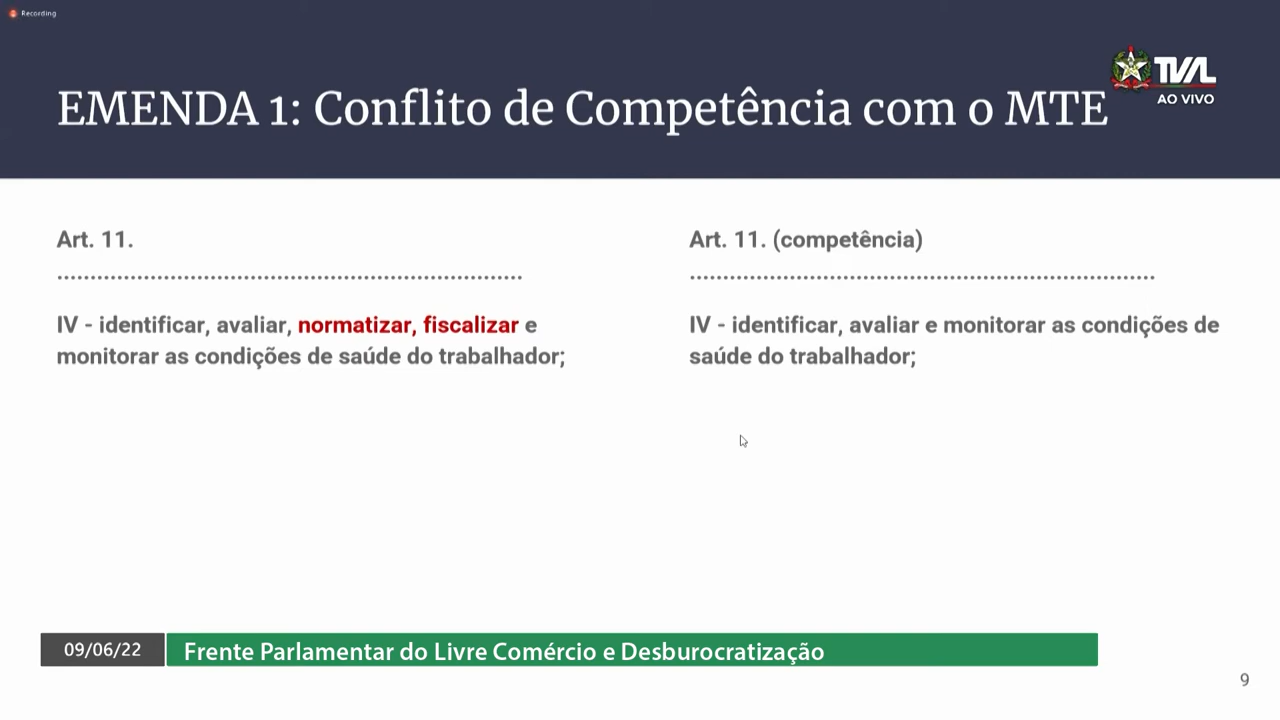 Recording
TVAL
AO VIVO
EMENDA 1: Conflito de Competência com o MTE
Art. 11.
......................................................................
IV - identificar, avaliar, normatizar, fiscalizar e
monitorar as condições de saúde do trabalhador;
Art. 11. (competência)
......................................................................
IV - identificar, avaliar e monitorar as condições de
saúde do trabalhador;
09/06/22
Frente Parlamentar do Livre Comércio e Desburocratização
9